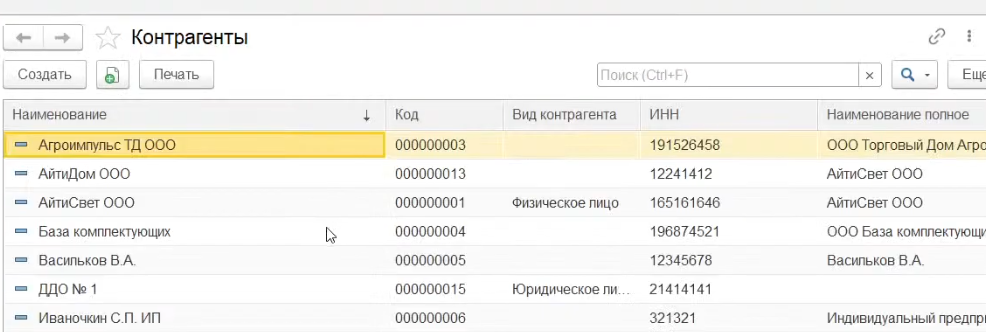 Контрагенты
Создать Печать Поиск (Ctrl+F) × Еще
Наименование ↓ Код Вид контрагента ИНН Наименование полное
Агроимпульс ТД ООО 000000003 191526458 ООО Торговый Дом Агро
АйтиДом ООО 000000013 12241412 АйтиСвет ООО
АйтиСвет ООО 000000001 Физическое лицо 165161646 АйтиСвет ООО
База комплектующих 000000004 196874521 ООО База комплектующи
Васильков В.А. 000000005 12345678 Васильков В.А.
ДДО № 1 000000015 Юридическое ли... 21414141
Иваночкин С.П. ИП 000000006 321321 Индивидуальный предпр